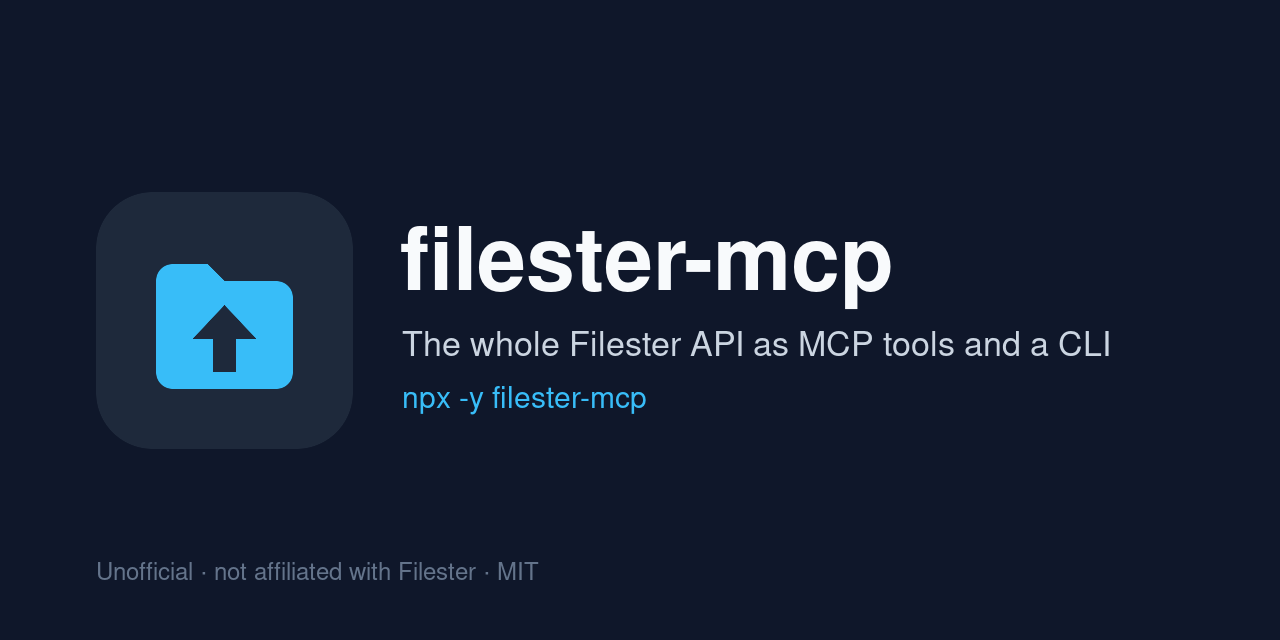 filester-mcp
The whole Filester API as MCP tools and a CLI
npx -y filester-mcp
Unofficial · not affiliated with Filester · MIT